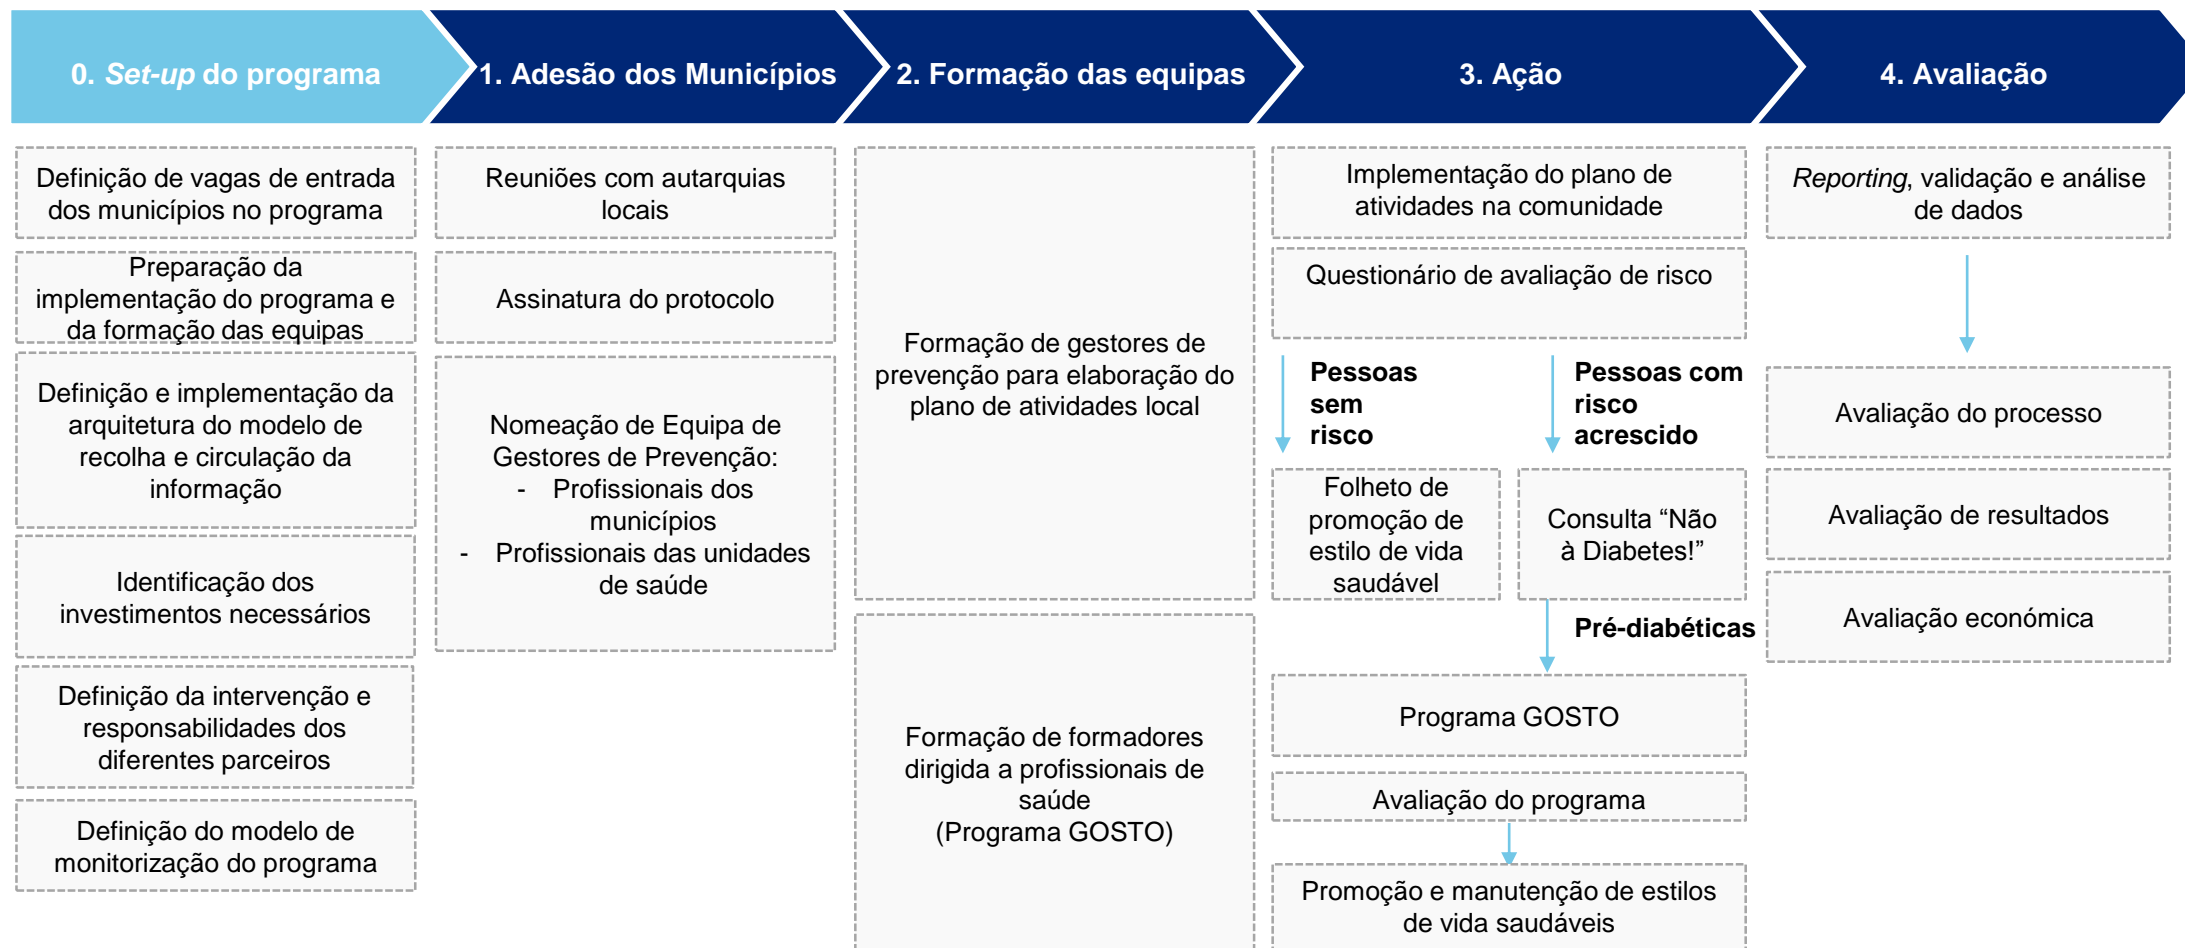 0. Set-up do programa
1. Adesão dos Municípios
2. Formação das equipas
3. Ação
4. Avaliação
Definição de vagas de entrada
dos municípios no programa
Preparação da
implementação do programa e
da formação das equipas
Definição e implementação da
arquitetura do modelo de
recolha e circulação da
informação
Identificação dos
investimentos necessários
Definição da intervenção e
responsabilidades dos
diferentes parceiros
Definição do modelo de
monitorização do programa
Reuniões com autarquias
locais
Assinatura do protocolo
Nomeação de Equipa de
Gestores de Prevenção:
- Profissionais dos
municípios
- Profissionais das unidades
de saúde
Formação de gestores de
prevenção para elaboração do
plano de atividades local
Formação de formadores
dirigida a profissionais de
saúde
(Programa GOSTO)
Implementação do plano de
atividades na comunidade
Questionário de avaliação de risco
Pessoas
sem
risco
Pessoas com
risco
acrescido
Folheto de
promoção de
estilo de vida
saudável
Consulta “Não
à Diabetes!”
Pré-diabéticas
Programa GOSTO
Avaliação do programa
Promoção e manutenção de estilos
de vida saudáveis
Reporting, validação e análise
de dados
Avaliação do processo
Avaliação de resultados
Avaliação económica